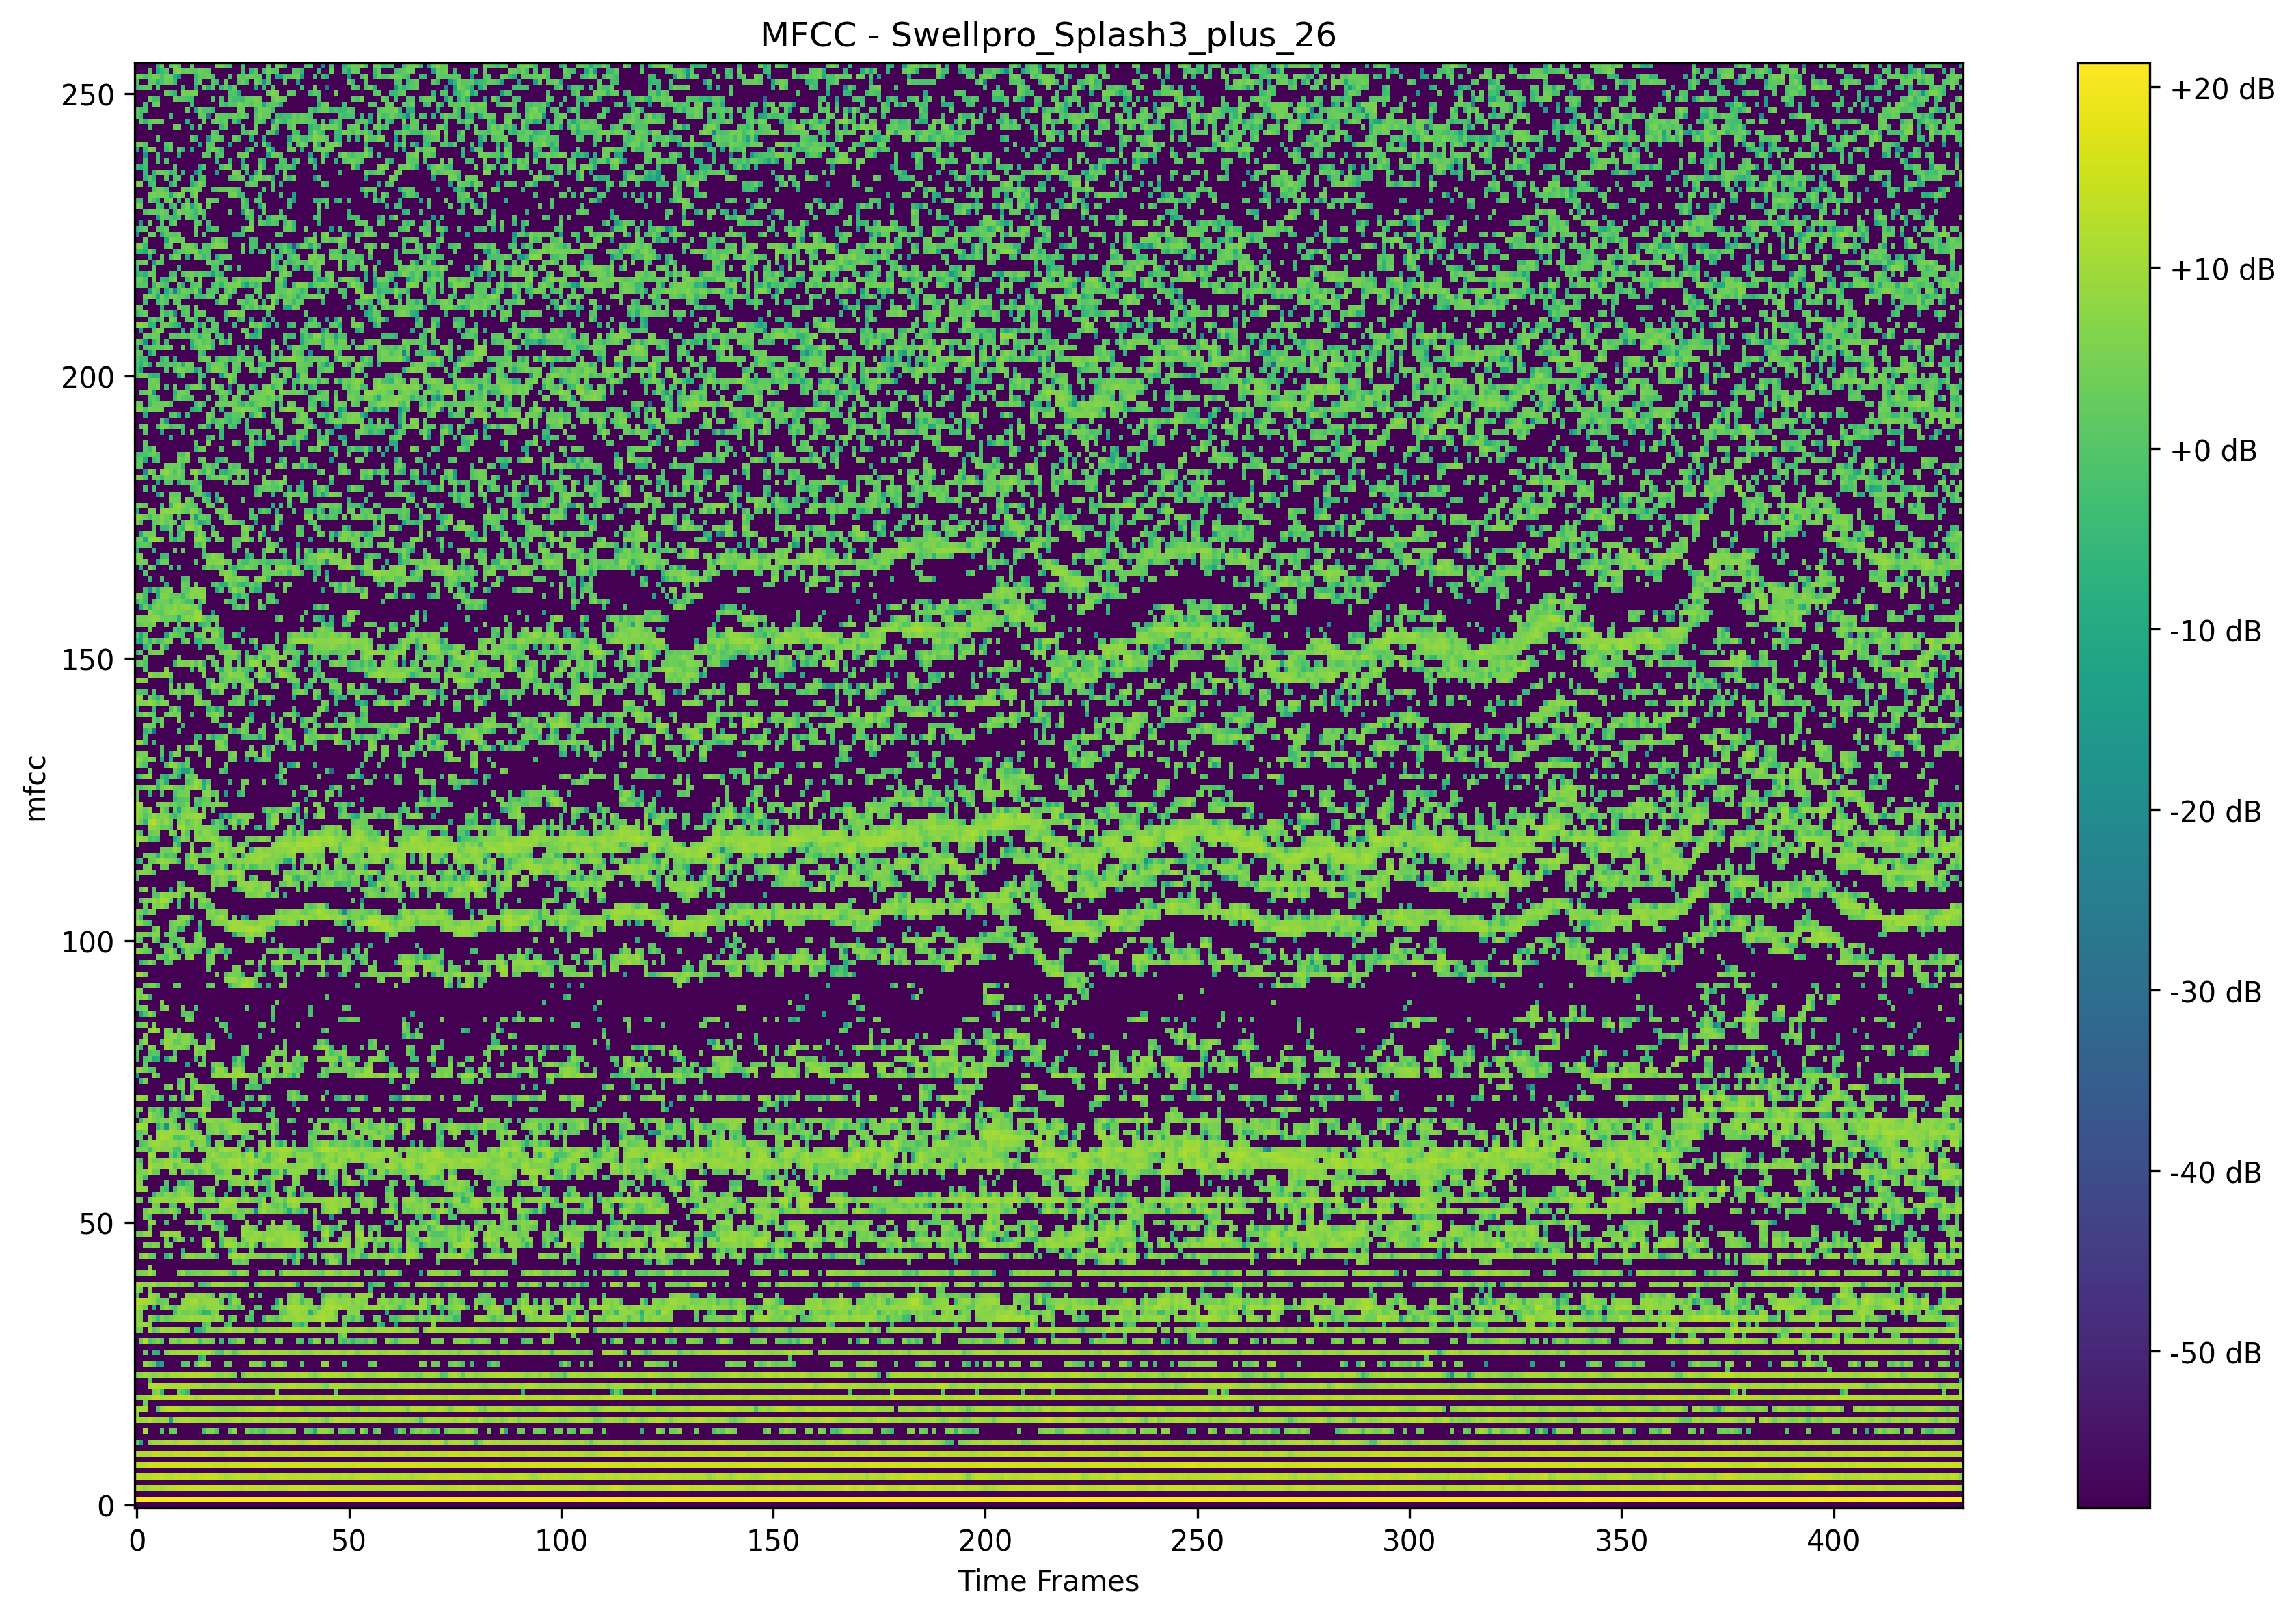 MFCC - Swellpro_Splash3_plus_26
250
200
150
100
50
0
mfcc
0 50 100 150 200 250 300 350 400
Time Frames
+20 dB
+10 dB
+0 dB
-10 dB
-20 dB
-30 dB
-40 dB
-50 dB